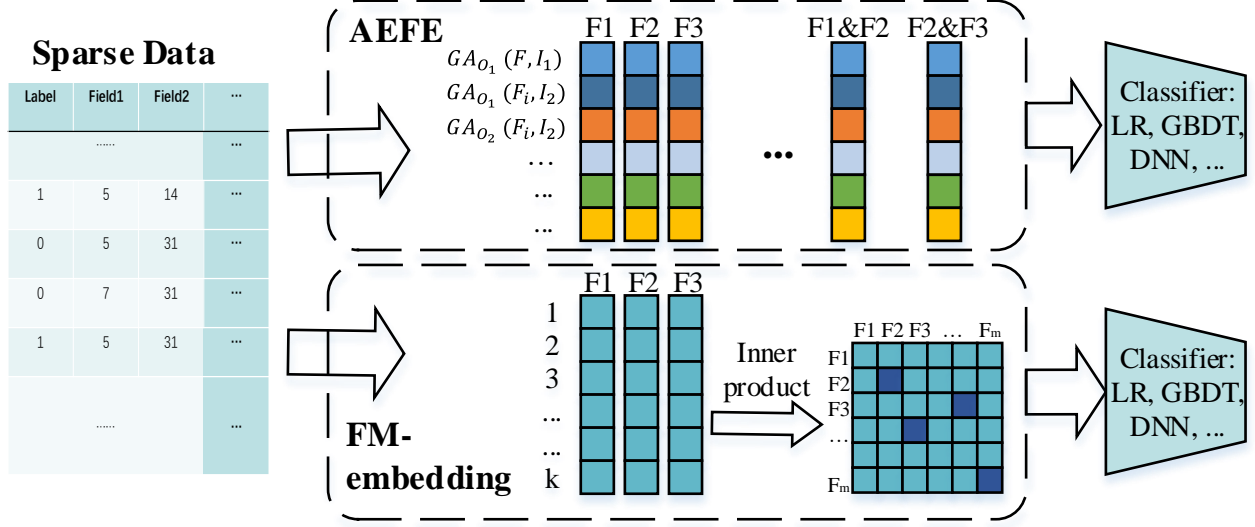 Sparse Data
Label Field1 Field2 ...
...... ...
1 5 14 ...
0 5 31 ...
0 7 31 ...
1 5 31 ...
...... ...
AEFE
F1 F2 F3 F1&F2 F2&F3
GA_{O_1} (F, I_1)
GA_{O_1} (F_i, I_2)
GA_{O_2} (F_i, I_2)
...
...
...
...
Classifier:
LR, GBDT,
DNN, ...
FM-
embedding
F1 F2 F3
1
2
3
...
...
k
Inner
product
F1 F2 F3 ... F_m
F1
F2
F3
...
F_m
Classifier:
LR, GBDT,
DNN, ...